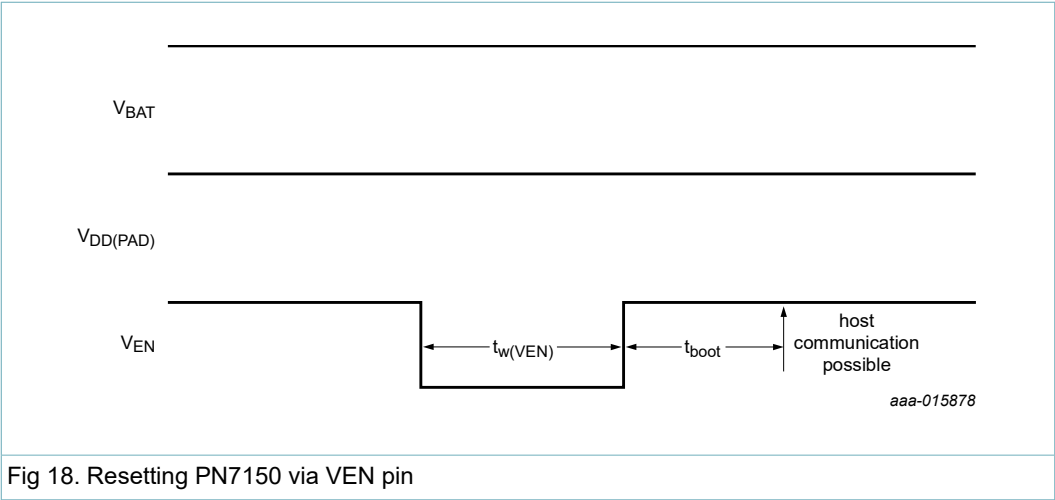 VBAT
VDD(PAD)
VEN
tw(VEN)
tboot
host
communication
possible
aaa-015878
Fig 18. Resetting PN7150 via VEN pin